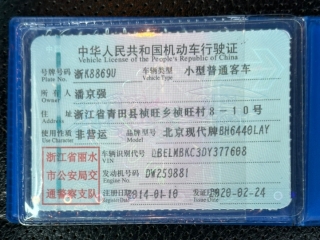 中华人民共和国机动车行驶证
Vehicle License of the People's Republic of China
号牌号码 浙K8869U 车辆类型 小型普通客车
Plate No. Vehicle Type
所有人 潘京强
Owner
住址 浙江省青田县桢旺乡桢旺村8-10号
Address
使用性质 非营运 品牌型号 北京现代牌BH6440LAY
Use Character Model
浙江省丽水 车辆识别代号 LBELMBKC3DY377608
VIN
市公安局交 发动机号码 DW259881
Engine No.
通警察支队 注册日期 2014-01-10 发证日期 2020-02-24
Register Date Issue Date